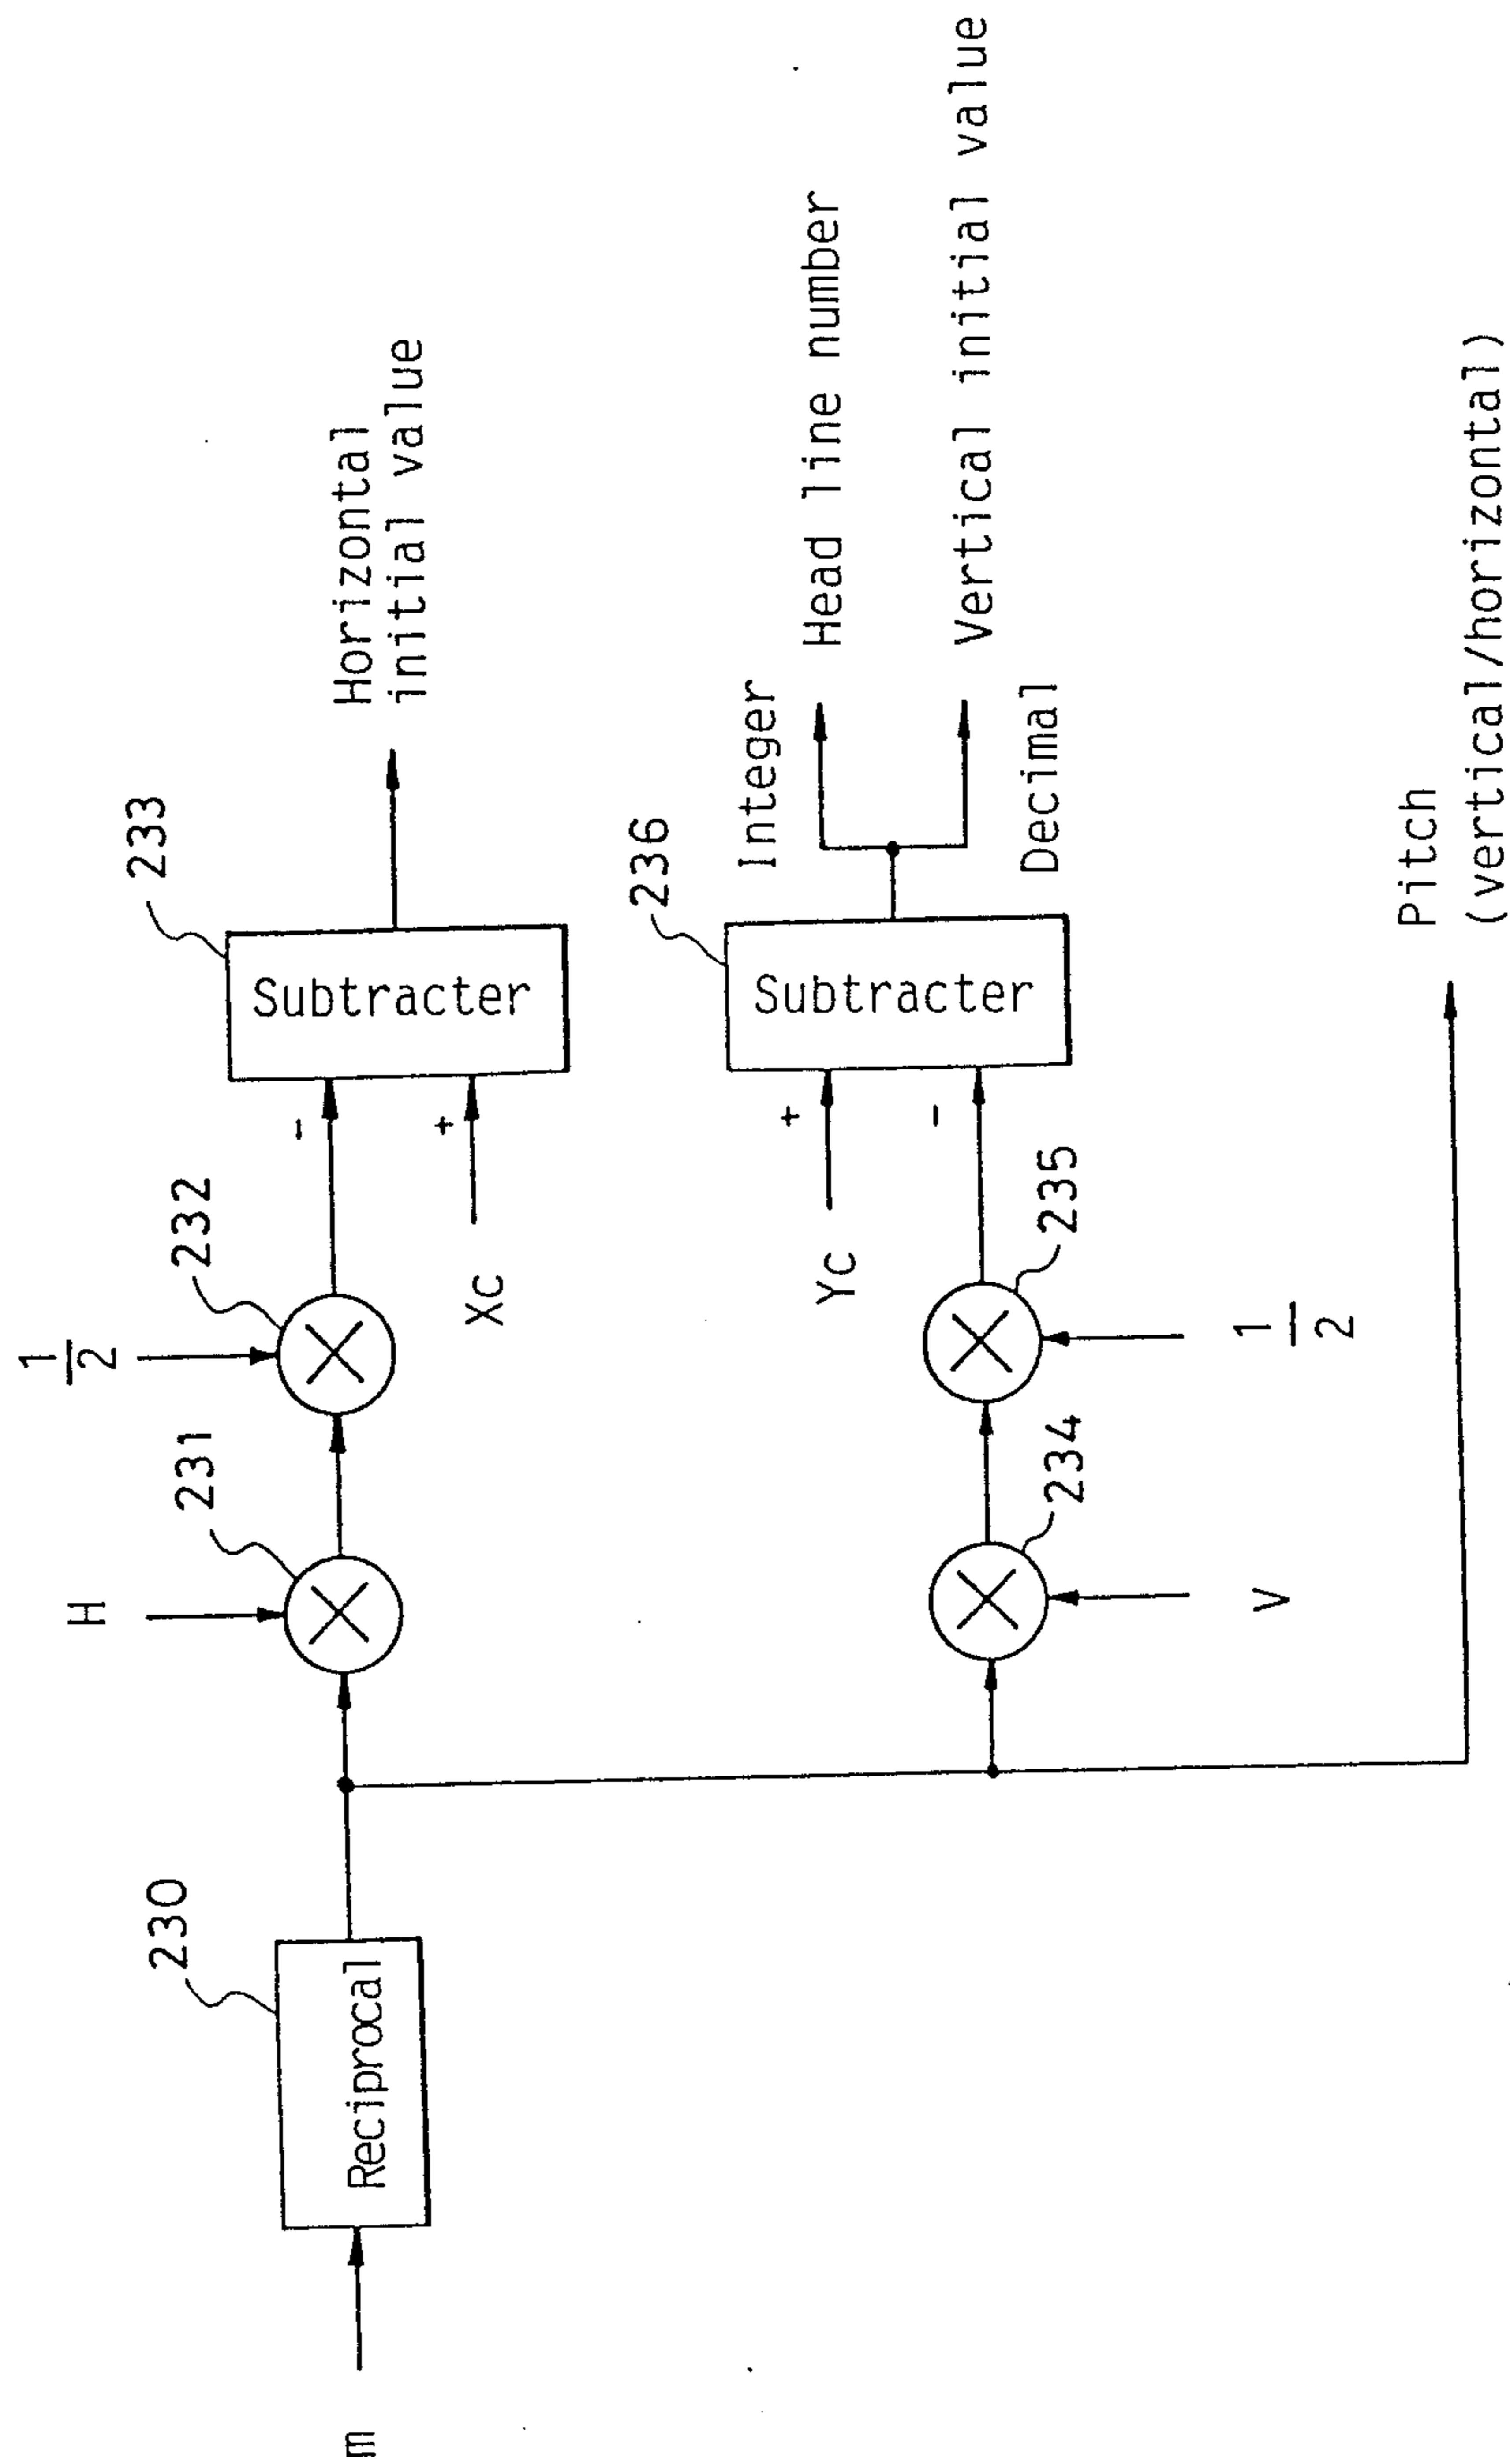 m
230
Reciprocal
H
231
1
2
232
Xc
-
+
233
Subtracter
Horizontal
initial value
V
234
1
2
235
Yc
+
-
236
Subtracter
Integer
Head line number
Vertical initial value
Decimal
Pitch
(vertical/horizontal)